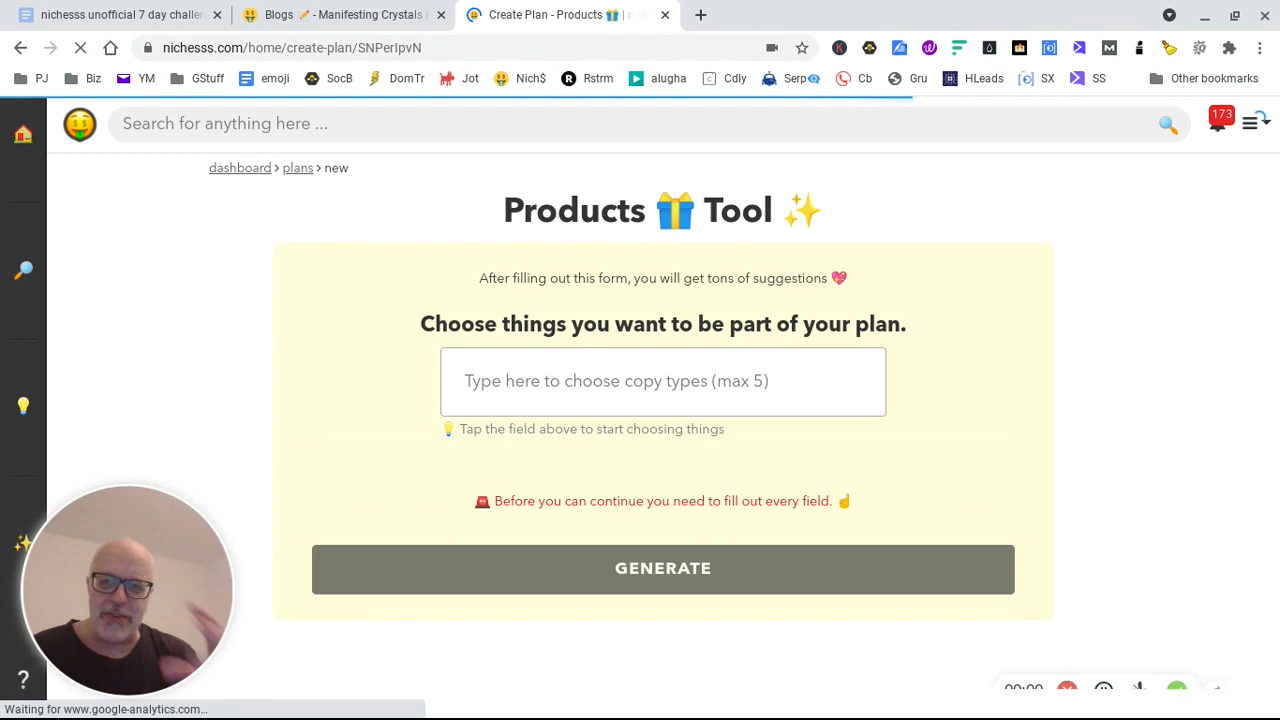 nichesss unofficial 7 day challen
Blogs 📝 - Manifesting Crystals F
Create Plan - Products 🎁 | n
nichesss.com/home/create-plan/SNPerIpvN
PJ
Biz
YM
GStuff
emoji
SocB
DomTr
Jot
Nich$
Rstrm
alugha
Cdly
Serp
Cb
Gru
HLeads
SX
SS
Other bookmarks
Search for anything here ...
173
dashboard > plans > new
Products 🎁 Tool ✨
After filling out this form, you will get tons of suggestions 💖
Choose things you want to be part of your plan.
Type here to choose copy types (max 5)
💡 Tap the field above to start choosing things
🚨 Before you can continue you need to fill out every field. ☝
GENERATE
00:00
Waiting for www.google-analytics.com...